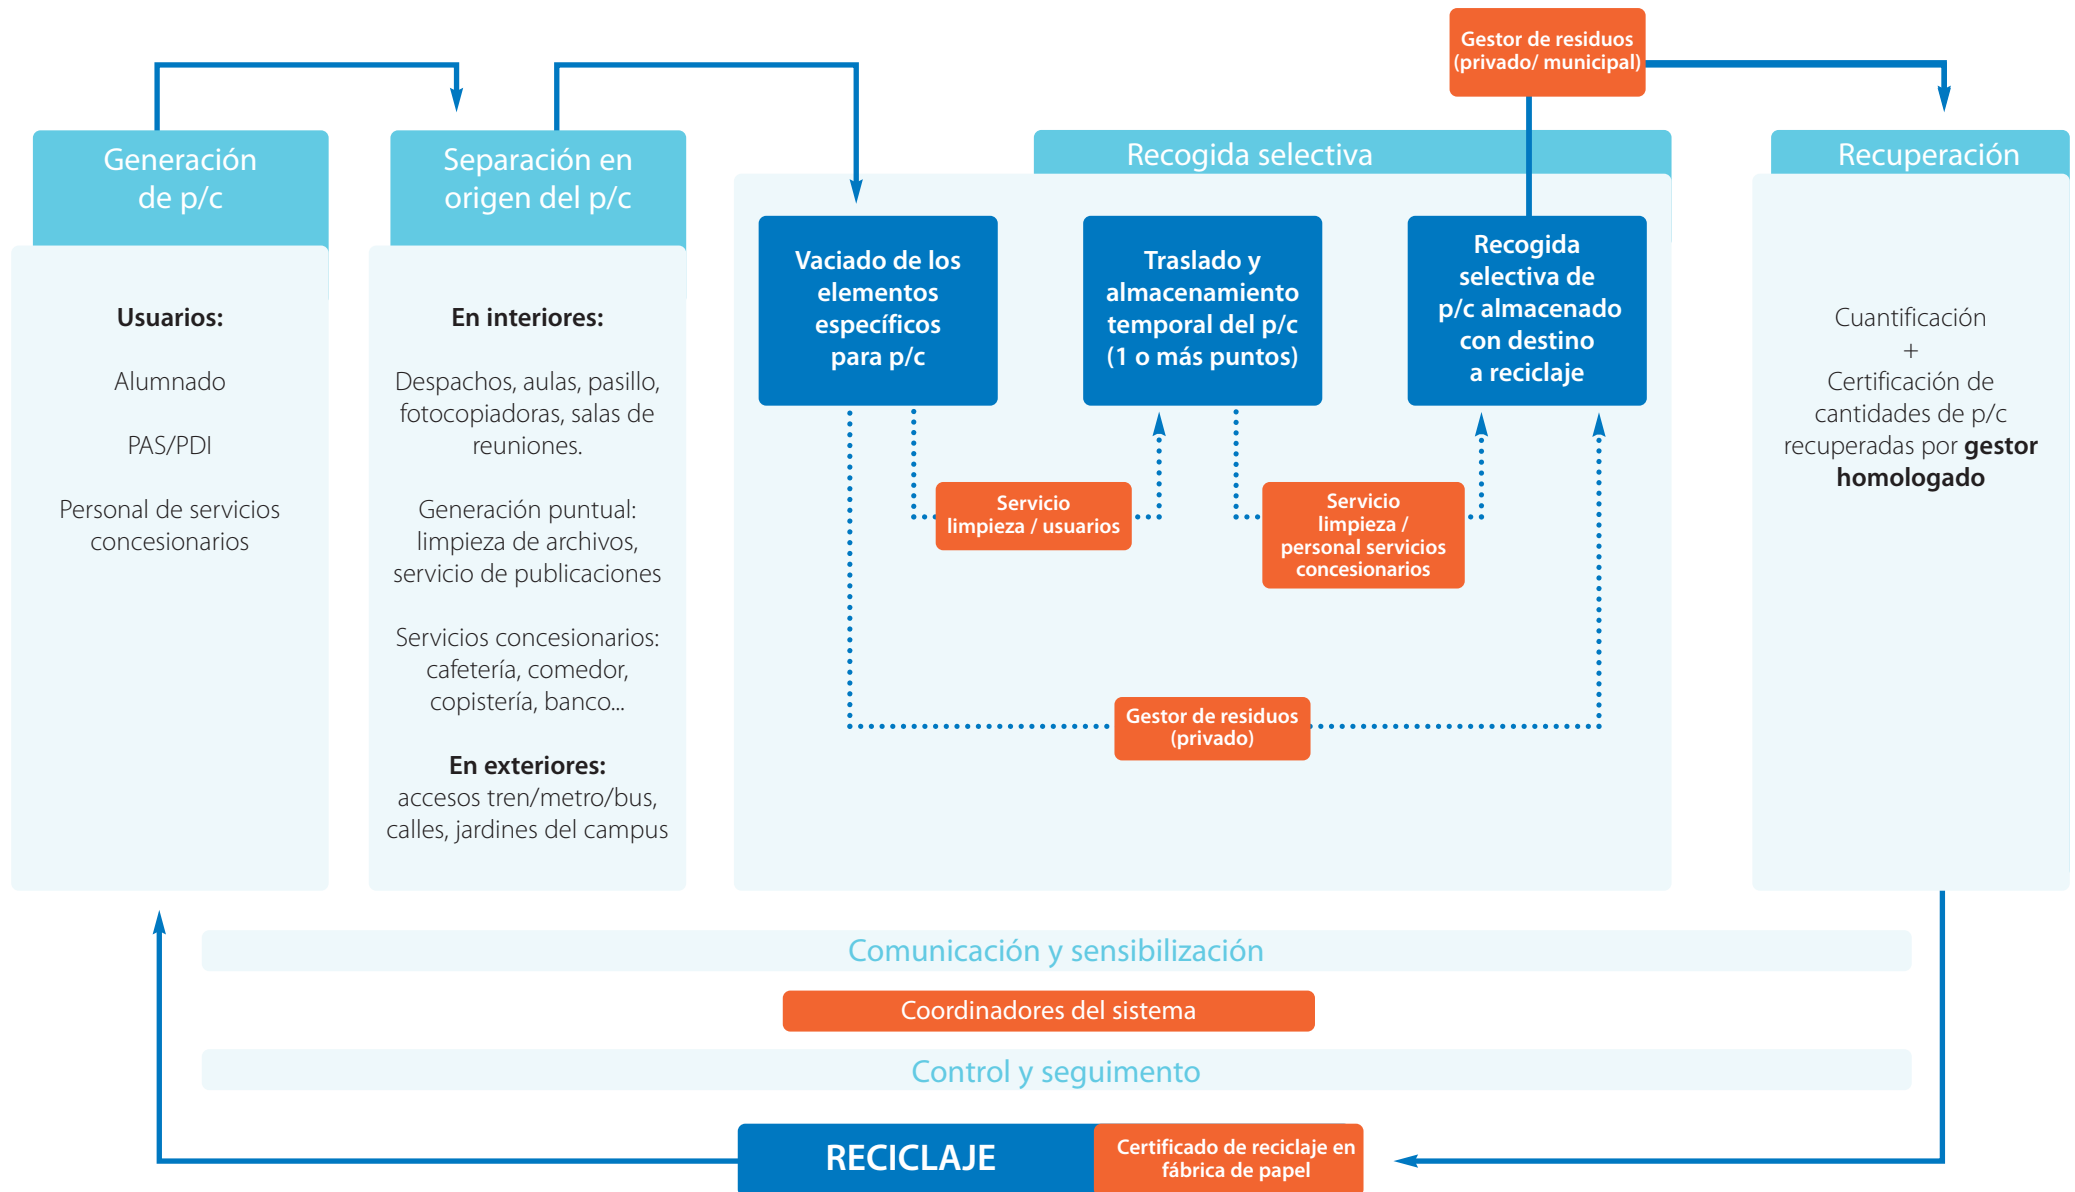 Gestor de residuos
(privado/ municipal)
Generación
de p/c
Usuarios:
Alumnado
PAS/PDI
Personal de servicios
concesionarios
Separación en
origen del p/c
En interiores:
Despachos, aulas, pasillo,
fotocopiadoras, salas de
reuniones.
Generación puntual:
limpieza de archivos,
servicio de publicaciones
Servicios concesionarios:
cafetería, comedor,
copistería, banco...
En exteriores:
accesos tren/metro/bus,
calles, jardines del campus
Recogida selectiva
Vaciado de los
elementos
específicos
para p/c
Traslado y
almacenamiento
temporal del p/c
(1 o más puntos)
Recogida
selectiva de
p/c almacenado
con destino
a reciclaje
Servicio
limpieza / usuarios
Servicio
limpieza /
personal servicios
concesionarios
Gestor de residuos
(privado)
Recuperación
Cuantificación
+
Certificación de
cantidades de p/c
recuperadas por gestor
homologado
Comunicación y sensibilización
Coordinadores del sistema
Control y seguimento
RECICLAJE
Certificado de reciclaje en
fábrica de papel